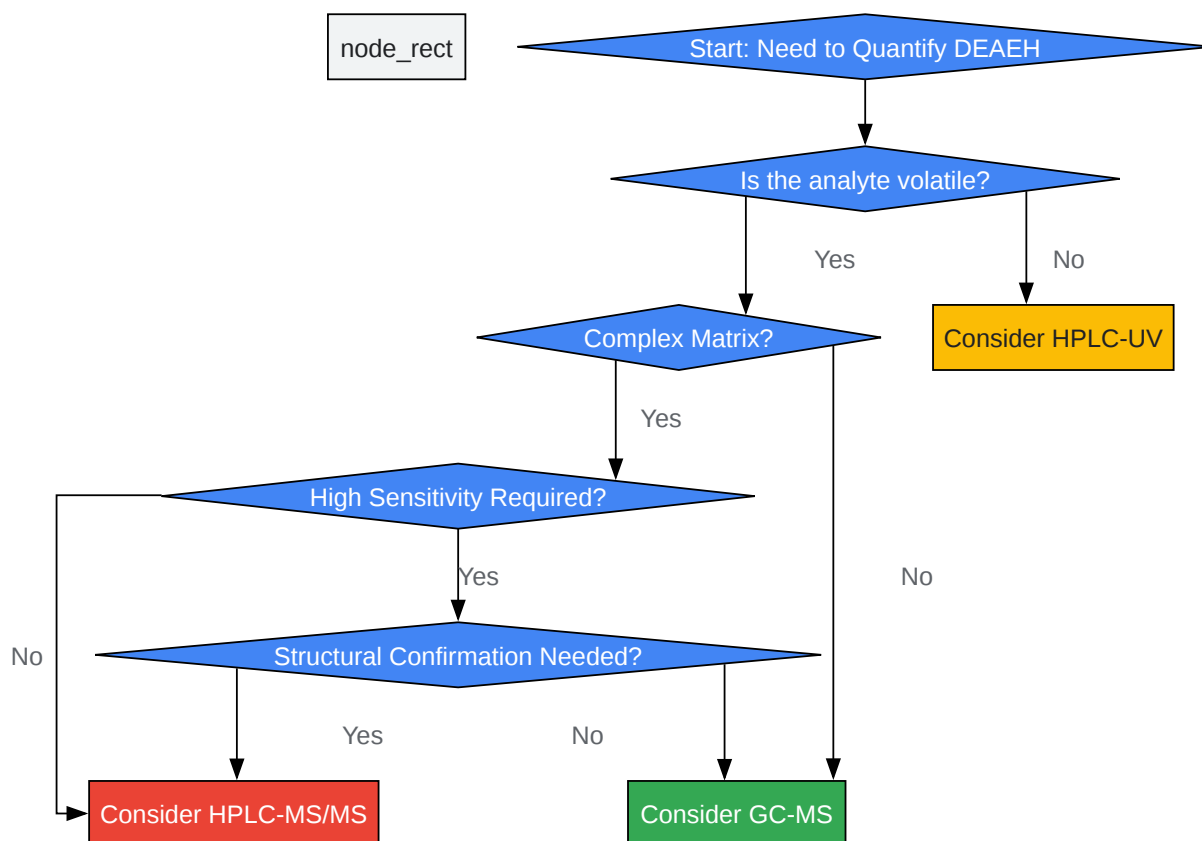 node_rect
Start: Need to Quantify DEAEH
Is the analyte volatile?
Yes
No
Complex Matrix?
Consider HPLC-UV
Yes
High Sensitivity Required?
Yes
No
No
Structural Confirmation Needed?
Yes
No
Consider HPLC-MS/MS
Consider GC-MS